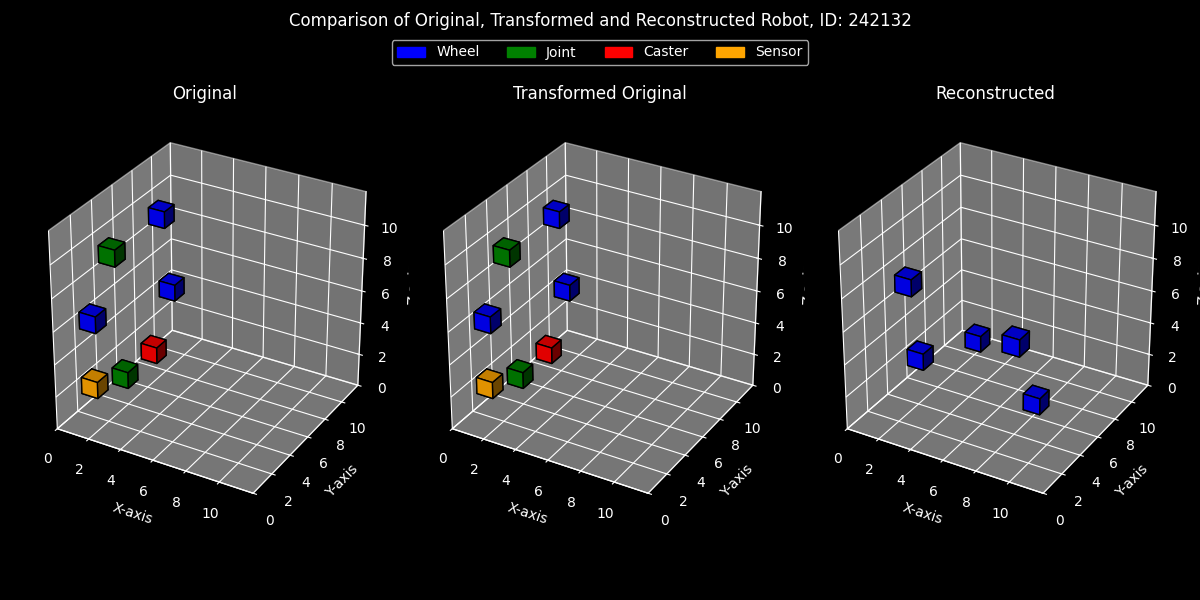 Comparison of Original, Transformed and Reconstructed Robot, ID: 242132
Wheel Joint Caster Sensor
Original Transformed Original Reconstructed
10 10 10
8 8 8
6 6 6
4 4 4
2 2 2
0 0 0
0 2 4 6 8 10 0 2 4 6 8 10 0 2 4 6 8 10
0 2 4 6 8 10 0 2 4 6 8 10 0 2 4 6 8 10
X-axis Y-axis X-axis Y-axis X-axis Y-axis